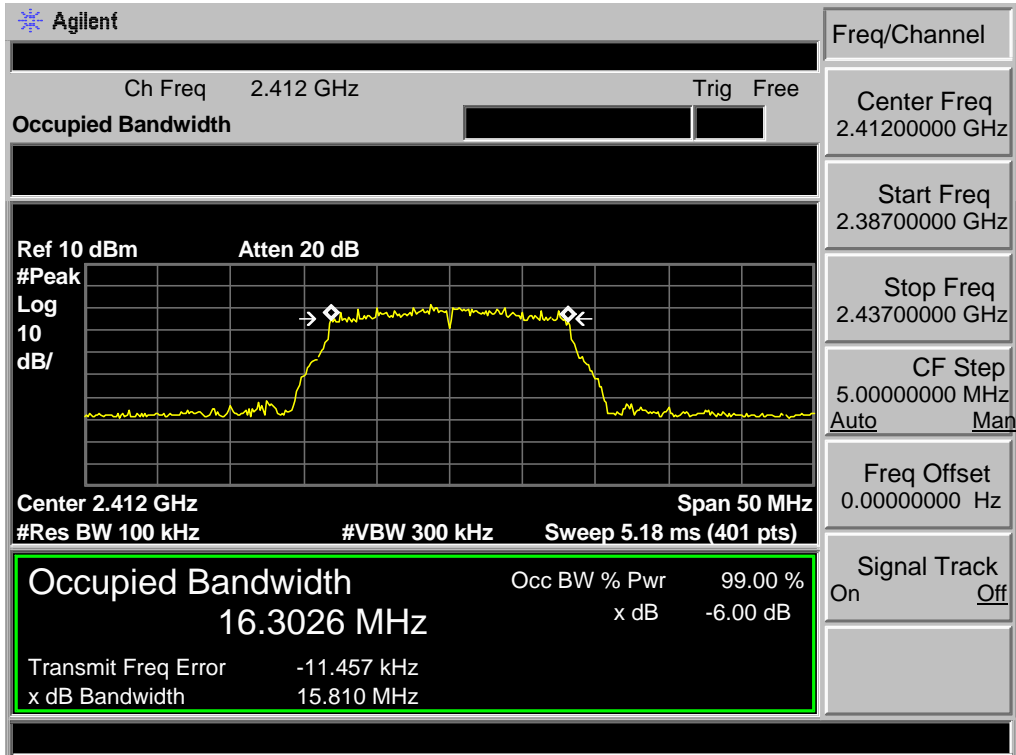 Agilent
Freq/Channel
Ch Freq 2.412 GHz Trig Free
Occupied Bandwidth
Center Freq
2.41200000 GHz
Start Freq
2.38700000 GHz
Stop Freq
2.43700000 GHz
CF Step
5.00000000 MHz
Auto Man
Freq Offset
0.00000000 Hz
Signal Track
On Off
Ref 10 dBm Atten 20 dB
#Peak
Log
10
dB/
Center 2.412 GHz Span 50 MHz
#Res BW 100 kHz #VBW 300 kHz Sweep 5.18 ms (401 pts)
Occupied Bandwidth
16.3026 MHz
Occ BW % Pwr 99.00 %
x dB -6.00 dB
Transmit Freq Error -11.457 kHz
x dB Bandwidth 15.810 MHz